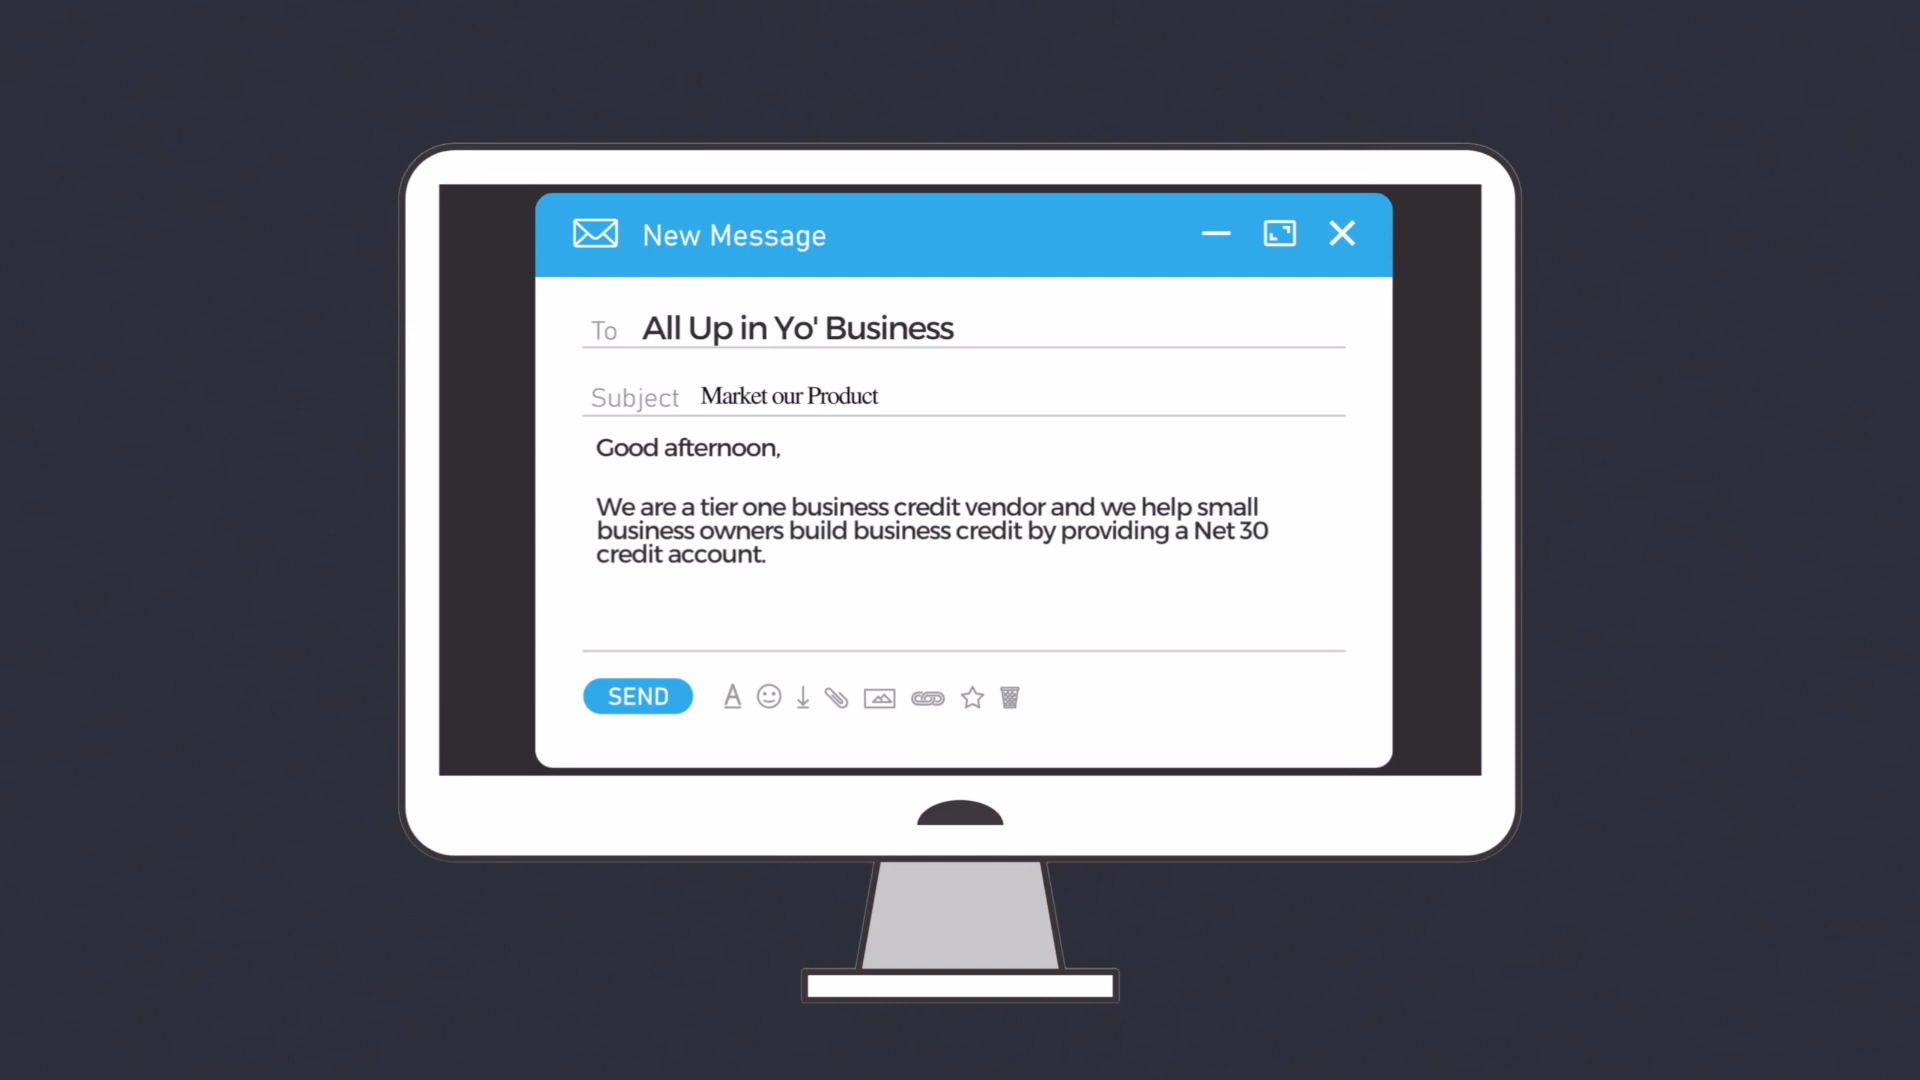 New Message
To All Up in Yo' Business
Subject Market our Product
Good afternoon,
We are a tier one business credit vendor and we help small
business owners build business credit by providing a Net 30
credit account.
SEND A